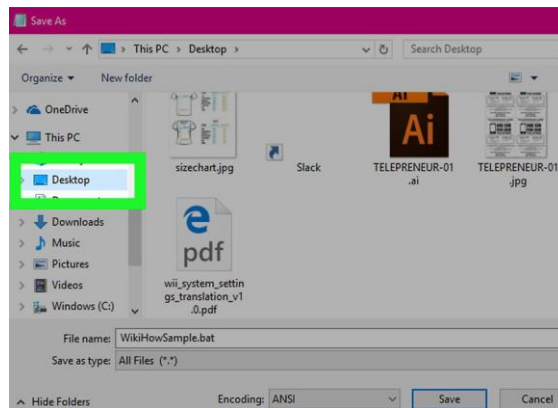 Save As
This PC > Desktop >
Search Desktop
Organize
New folder
OneDrive
This PC
Desktop
Downloads
Music
Pictures
Videos
Windows (C:)
sizechart.jpg
Slack
Ai
TELEPRENEUR-01
.ai
TELEPRENEUR-01
.jpg
pdf
wii_system_settin
gs_translation_v1
.0.pdf
File name: WikiHowSample.bat
Save as type: All Files (*.*)
Hide Folders
Encoding: ANSI
Save
Cancel